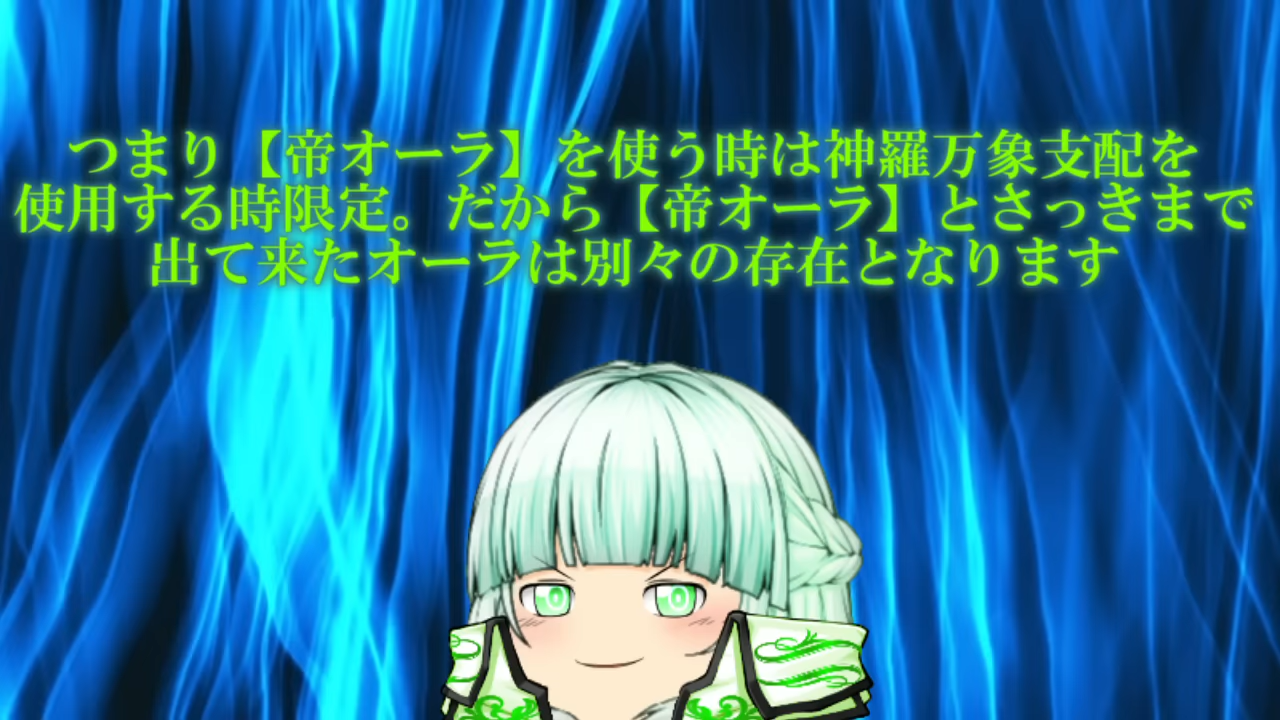 つまり【帝オーラ】を使う時は神羅万象支配を
使用する時限定。だから【帝オーラ】とさっきまで
出て来たオーラは別々の存在となります